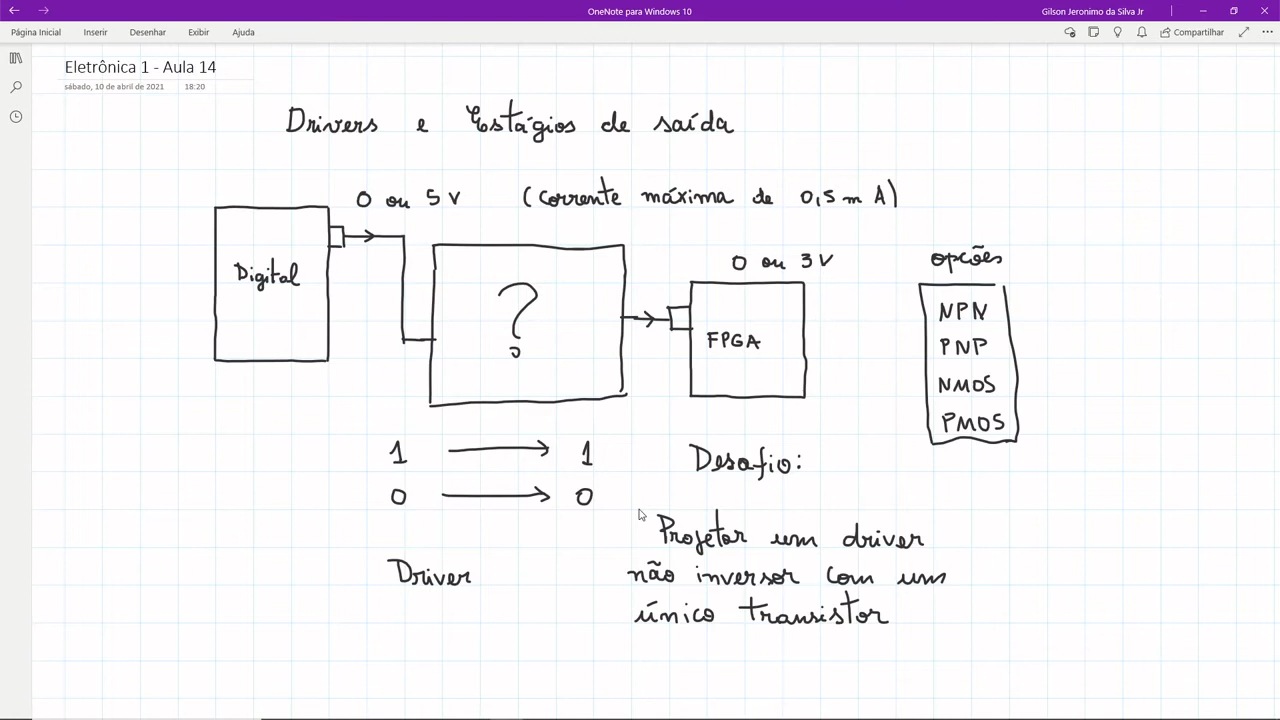 OneNote para Windows 10
Gilson Jeronimo da Silva Jr
Página Inicial Inserir Desenhar Exibir Ajuda
Compartilhar
Eletrônica 1 - Aula 14
sábado, 10 de abril de 2021 18:20
Drivers e Estágios de saída
0 ou 5 V (corrente máxima de 0,5 m A)
Digital
?
0 ou 3 V
FPGA
opções
NPN
PNP
NMOS
PMOS
1 → 1
0 → 0
Driver
Desafio:
Projetar um driver
não inversor com um
único transistor